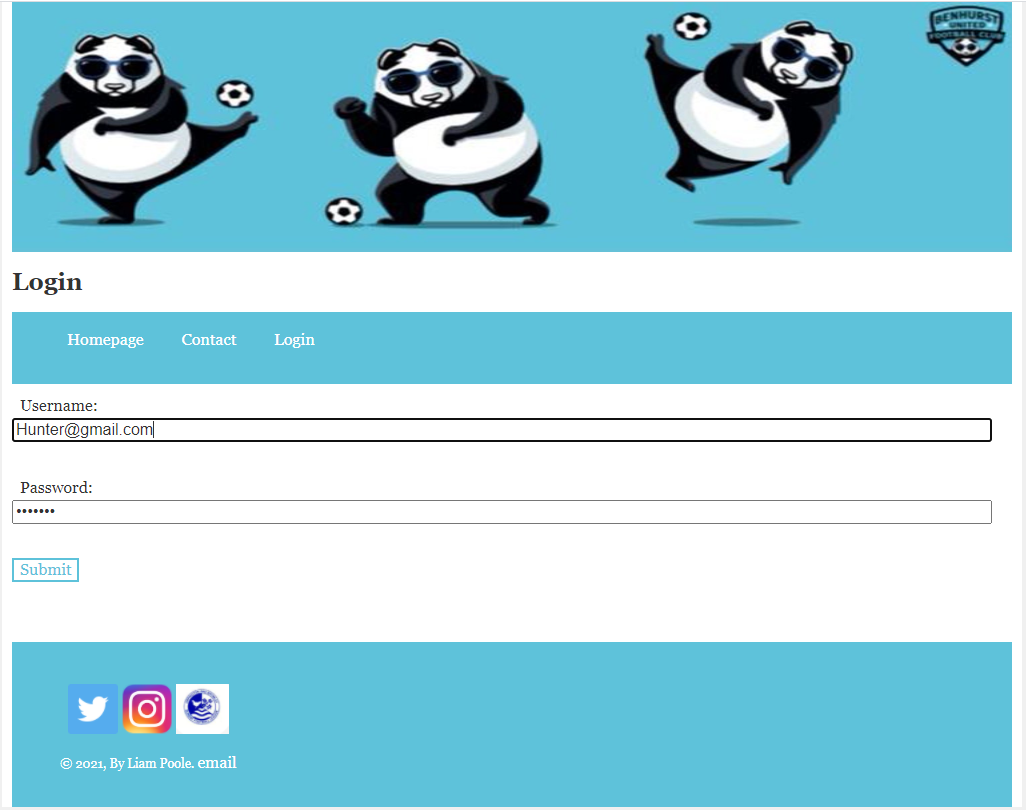 BENHURST
UNITED
FOOTBALL CLUB
Login
Homepage Contact Login
Username:
Hunter@gmail.com
Password:
•••••••
Submit
© 2021, By Liam Poole. email